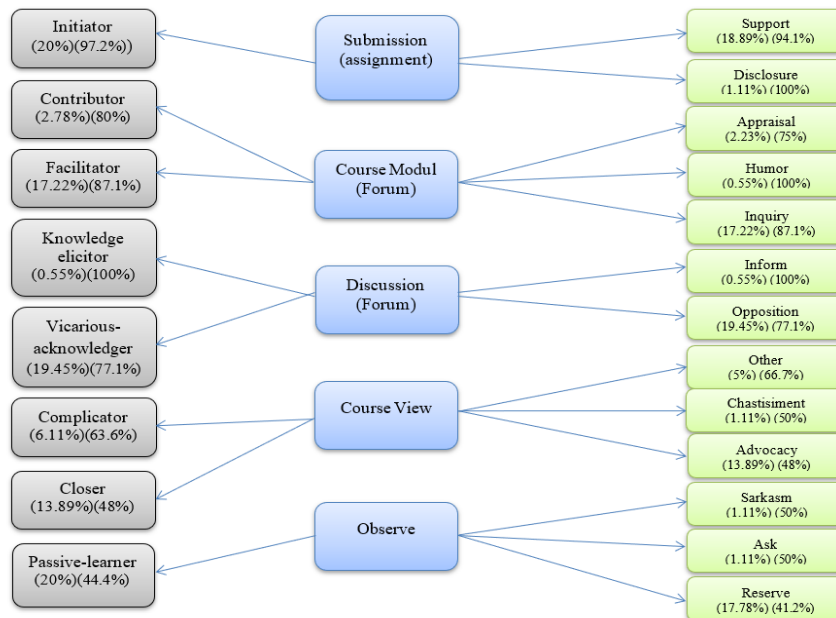 Initiator
(20%)(97.2%))
Contributor
(2.78%)(80%)
Facilitator
(17.22%)(87.1%)
Knowledge
elicitor
(0.55%)(100%)
Vicarious-
acknowledger
(19.45%)(77.1%)
Complicator
(6.11%)(63.6%)
Closer
(13.89%)(48%)
Passive-learner
(20%)(44.4%)
Submission
(assignment)
Course Modul
(Forum)
Discussion
(Forum)
Course View
Observe
Support
(18.89%) (94.1%)
Disclosure
(1.11%) (100%)
Appraisal
(2.23%) (75%)
Humor
(0.55%) (100%)
Inquiry
(17.22%) (87.1%)
Inform
(0.55%) (100%)
Opposition
(19.45%) (77.1%)
Other
(5%) (66.7%)
Chastisiment
(1.11%) (50%)
Advocacy
(13.89%) (48%)
Sarkasm
(1.11%) (50%)
Ask
(1.11%) (50%)
Reserve
(17.78%) (41.2%)